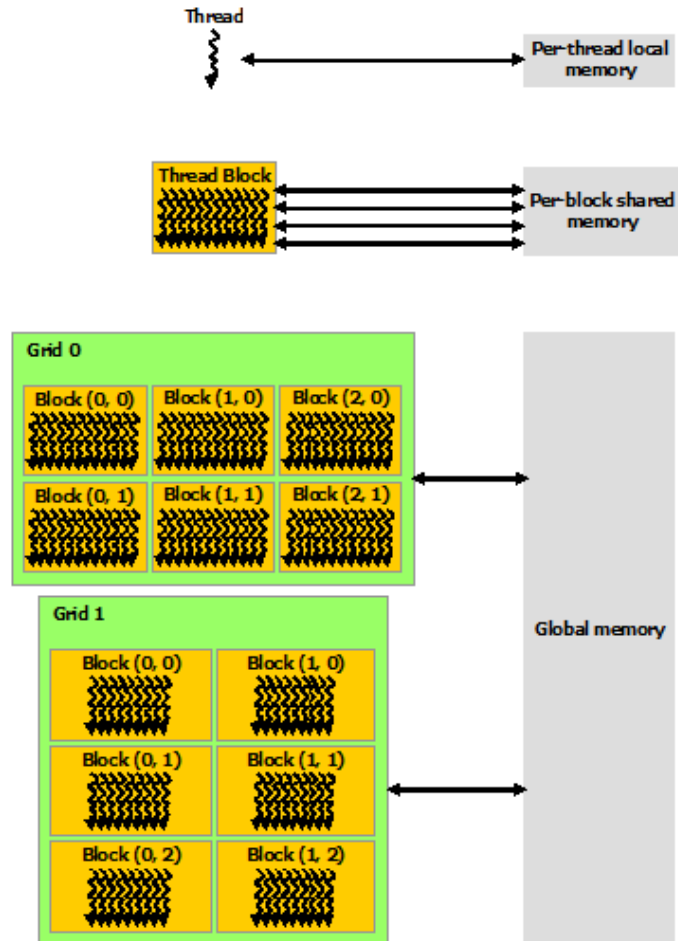 Thread
Per-thread local
memory
Thread Block
Per-block shared
memory
Grid 0
Block (0, 0)
Block (1, 0)
Block (2, 0)
Block (0, 1)
Block (1, 1)
Block (2, 1)
Grid 1
Block (0, 0)
Block (1, 0)
Global memory
Block (0, 1)
Block (1, 1)
Block (0, 2)
Block (1, 2)